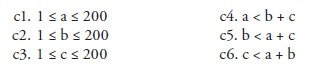 c1. 1 ≤ a ≤ 200
c2. 1 ≤ b ≤ 200
c3. 1 ≤ c ≤ 200
c4. a < b + c
c5. b < a + c
c6. c < a + b